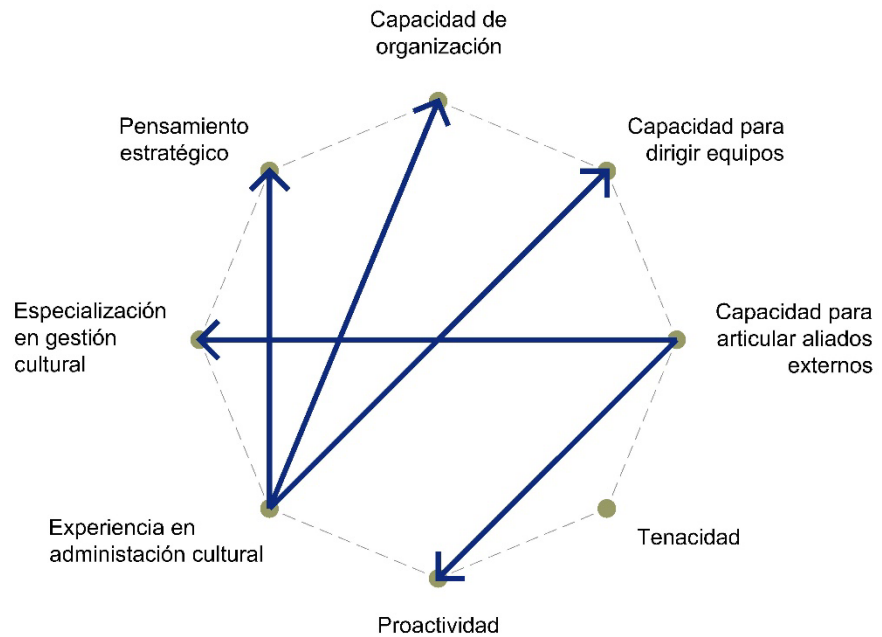 Capacidad de
organización
Pensamiento
estratégico
Capacidad para
dirigir equipos
Especialización
en gestión
cultural
Capacidad para
articular aliados
externos
Experiencia en
administación cultural
Tenacidad
Proactividad